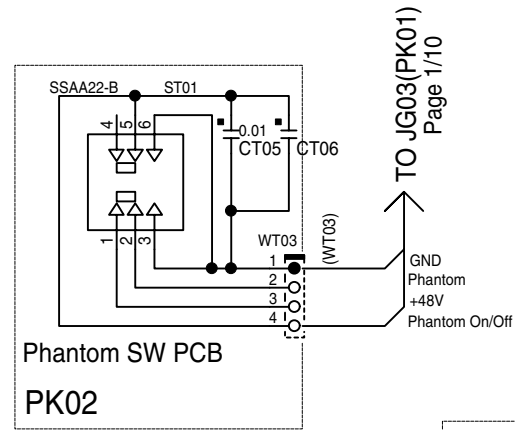 TO JG03(PK01)
Page 1/10
SSAA22-B ST01
4 5 6
0.01
CT05 CT06
1 2 3
WT03
(WT03)
1
2
3
4
GND
Phantom
+48V
Phantom On/Off
Phantom SW PCB
PK02